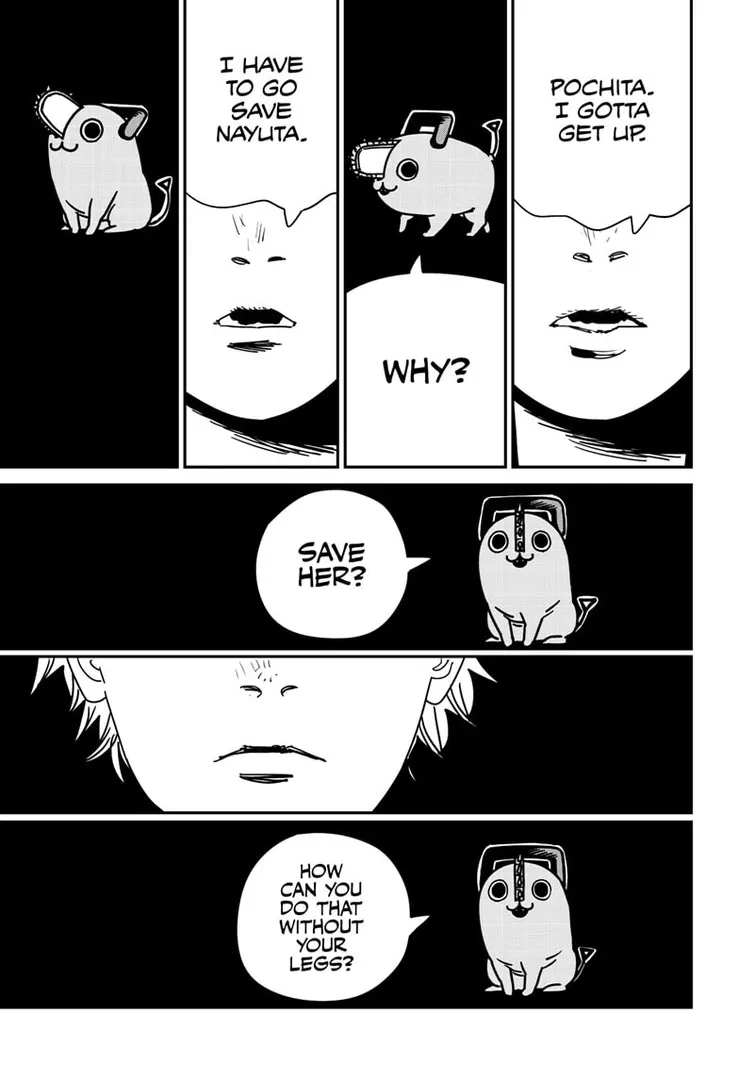 POCHITA.
I GOTTA
GET UP.
WHY?
I HAVE
TO GO
SAVE
NAYUTA.
SAVE
HER?
HOW
CAN YOU
DO THAT
WITHOUT
YOUR
LEGS?